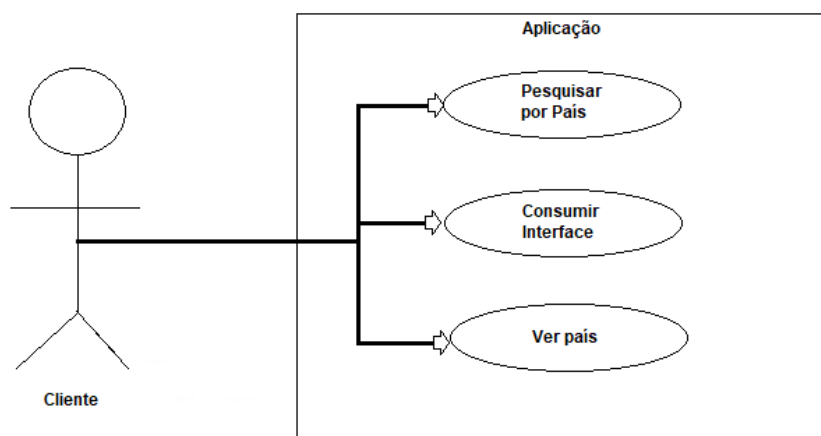 Aplicação
Pesquisar
por País
Consumir
Interface
Ver país
Cliente